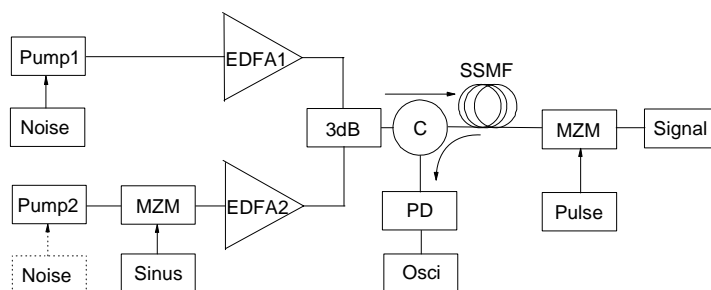 Pump1
EDFA1
Noise
3dB
C
SSMF
MZM
Signal
Pulse
Pump2
MZM
EDFA2
Noise
Sinus
PD
Osci